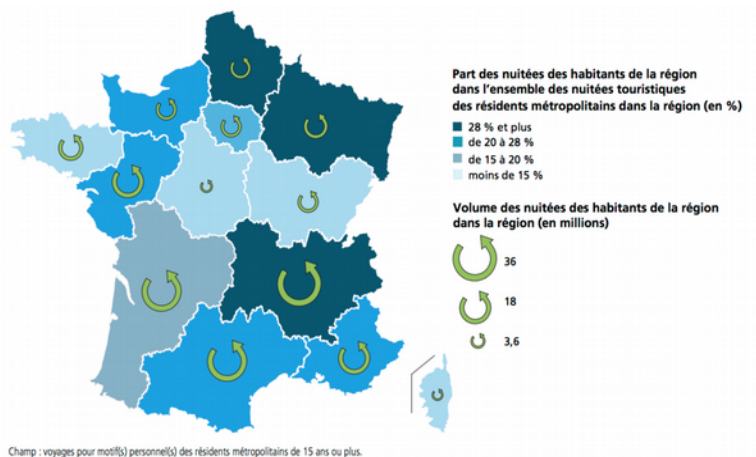 Part des nuitées des habitants de la région
dans l’ensemble des nuitées touristiques
des résidents métropolitains dans la région (en %)
28 % et plus
de 20 à 28 %
de 15 à 20 %
moins de 15 %
Volume des nuitées des habitants de la région
dans la région (en millions)
36
18
3,6
Champ : voyages pour motif(s) personnel(s) des résidents métropolitains de 15 ans ou plus.